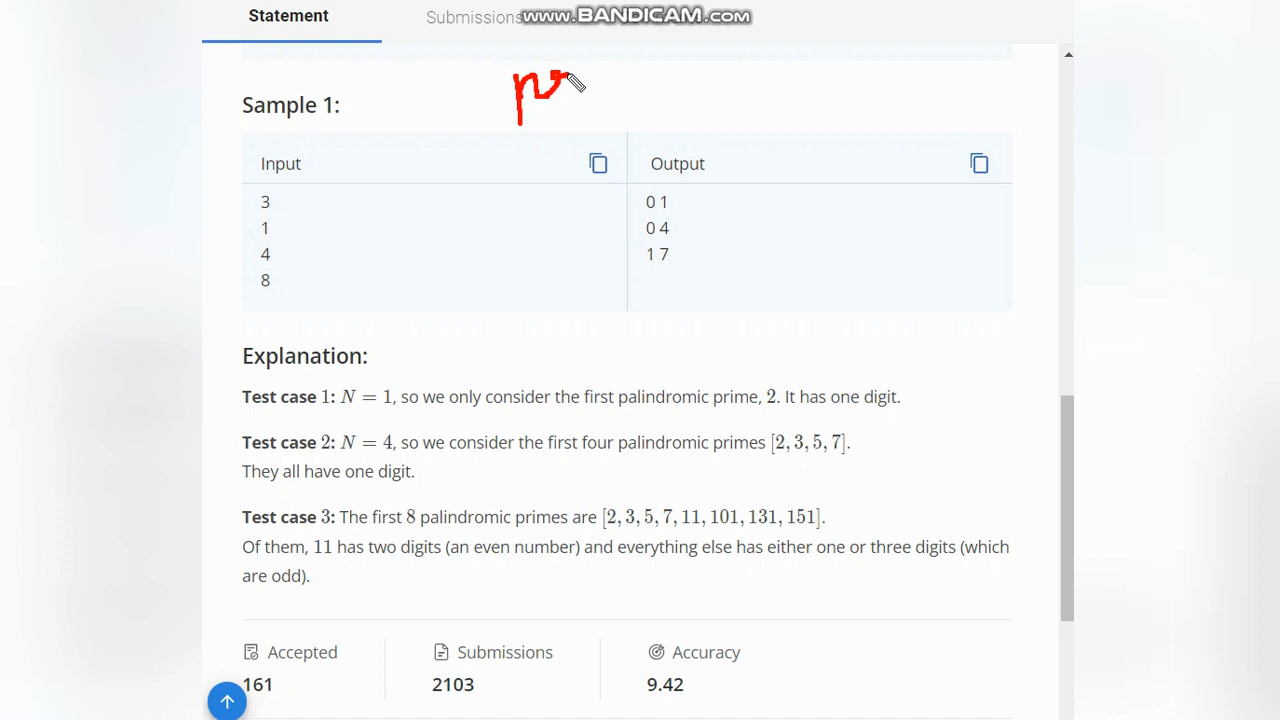 Statement
Submissions
www.BANDICAM.com
Sample 1:
Input
Output
3
1
4
8
0 1
0 4
1 7
Explanation:
Test case 1: N = 1, so we only consider the first palindromic prime, 2. It has one digit.
Test case 2: N = 4, so we consider the first four palindromic primes [2, 3, 5, 7].
They all have one digit.
Test case 3: The first 8 palindromic primes are [2, 3, 5, 7, 11, 101, 131, 151].
Of them, 11 has two digits (an even number) and everything else has either one or three digits (which
are odd).
Accepted
161
Submissions
2103
Accuracy
9.42